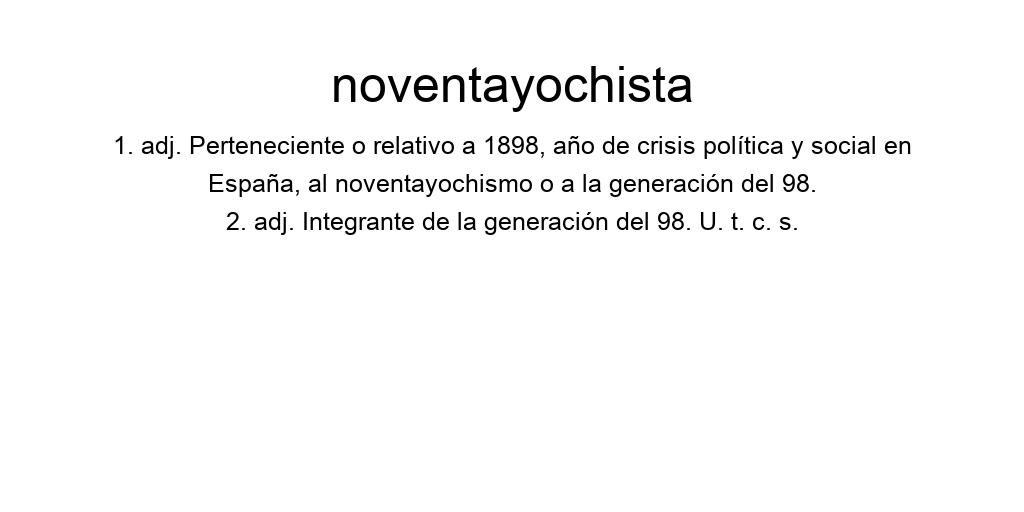 noventayochista
1. adj. Perteneciente o relativo a 1898, año de crisis política y social en
España, al noventayochismo o a la generación del 98.
2. adj. Integrante de la generación del 98. U. t. c. s.